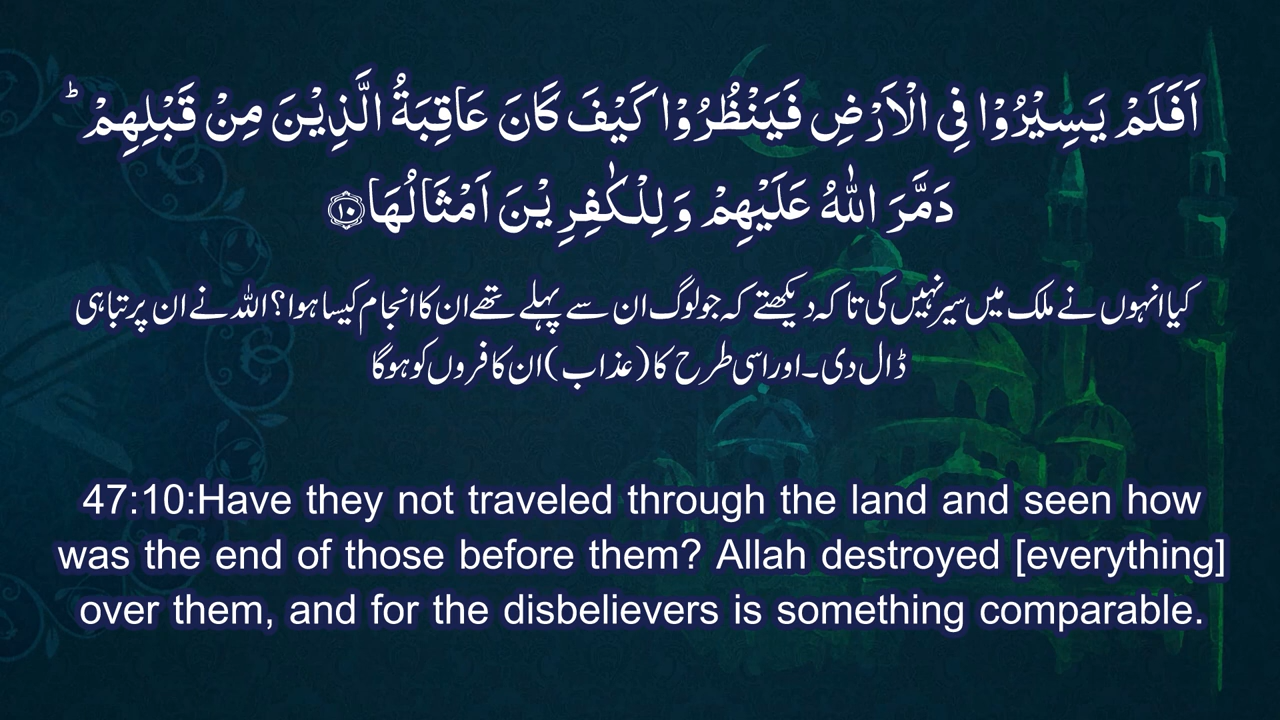 اَفَلَمْ يَسِيْرُوْا فِي الْاَرْضِ فَيَنْظُرُوْا كَيْفَ كَانَ عَاقِبَةُ الَّذِيْنَ مِنْ قَبْلِهِمْ ؕ
دَمَّرَ اللّٰهُ عَلَيْهِمْ وَ لِلْكٰفِرِيْنَ اَمْثَالُهَا ۝۱۰
کیا انہوں نے ملک میں سیر نہیں کی تاکہ دیکھتے کہ جو لوگ ان سے پہلے تھے ان کا انجام کیسا ہوا؟ اللہ نے ان پر تباہی
ڈال دی۔ اور اسی طرح کا (عذاب) ان کافروں کو ہوگا
47:10:Have they not traveled through the land and seen how
was the end of those before them? Allah destroyed [everything]
over them, and for the disbelievers is something comparable.